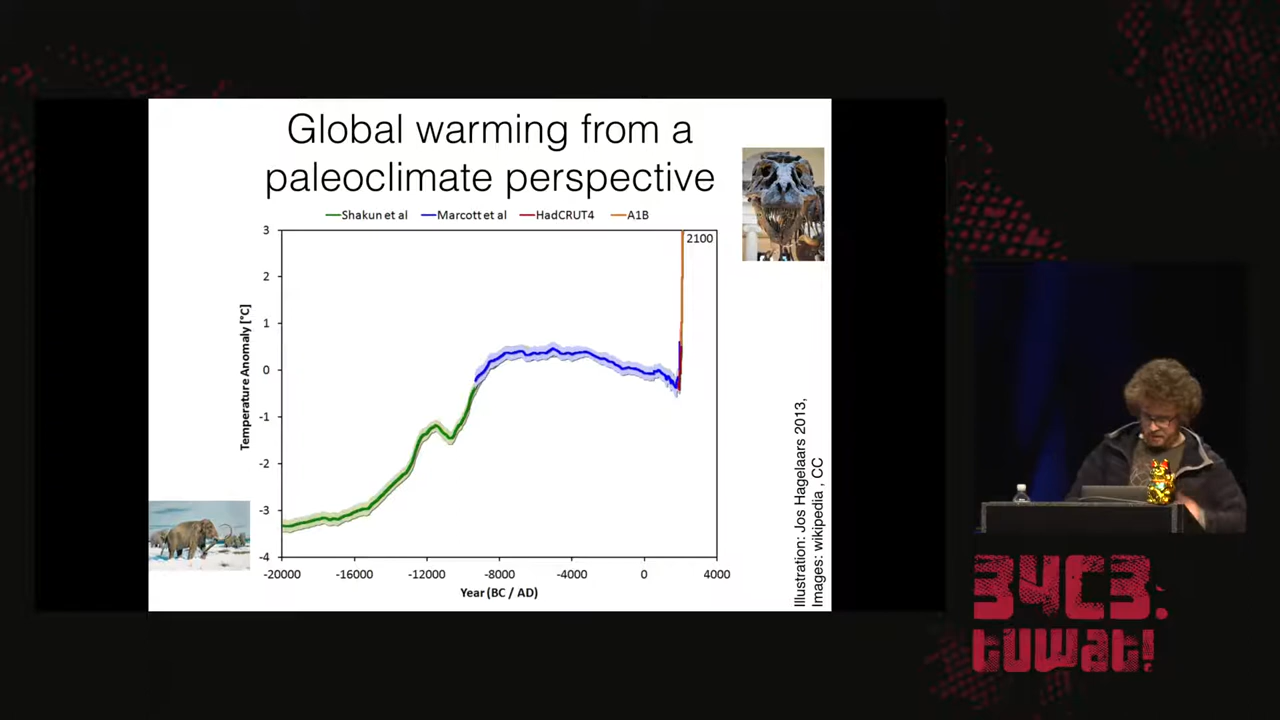 Global warming from a
paleoclimate perspective
Shakun et al
Marcott et al
HadCRUT4
A1B
2100
3
2
1
0
-1
-2
-3
-4
Temperature Anomaly [°C]
-20000
-16000
-12000
-8000
-4000
0
4000
Year (BC / AD)
Illustration: Jos Hagelaars 2013,
Images: wikipedia , CC
34C3:
tuwat!